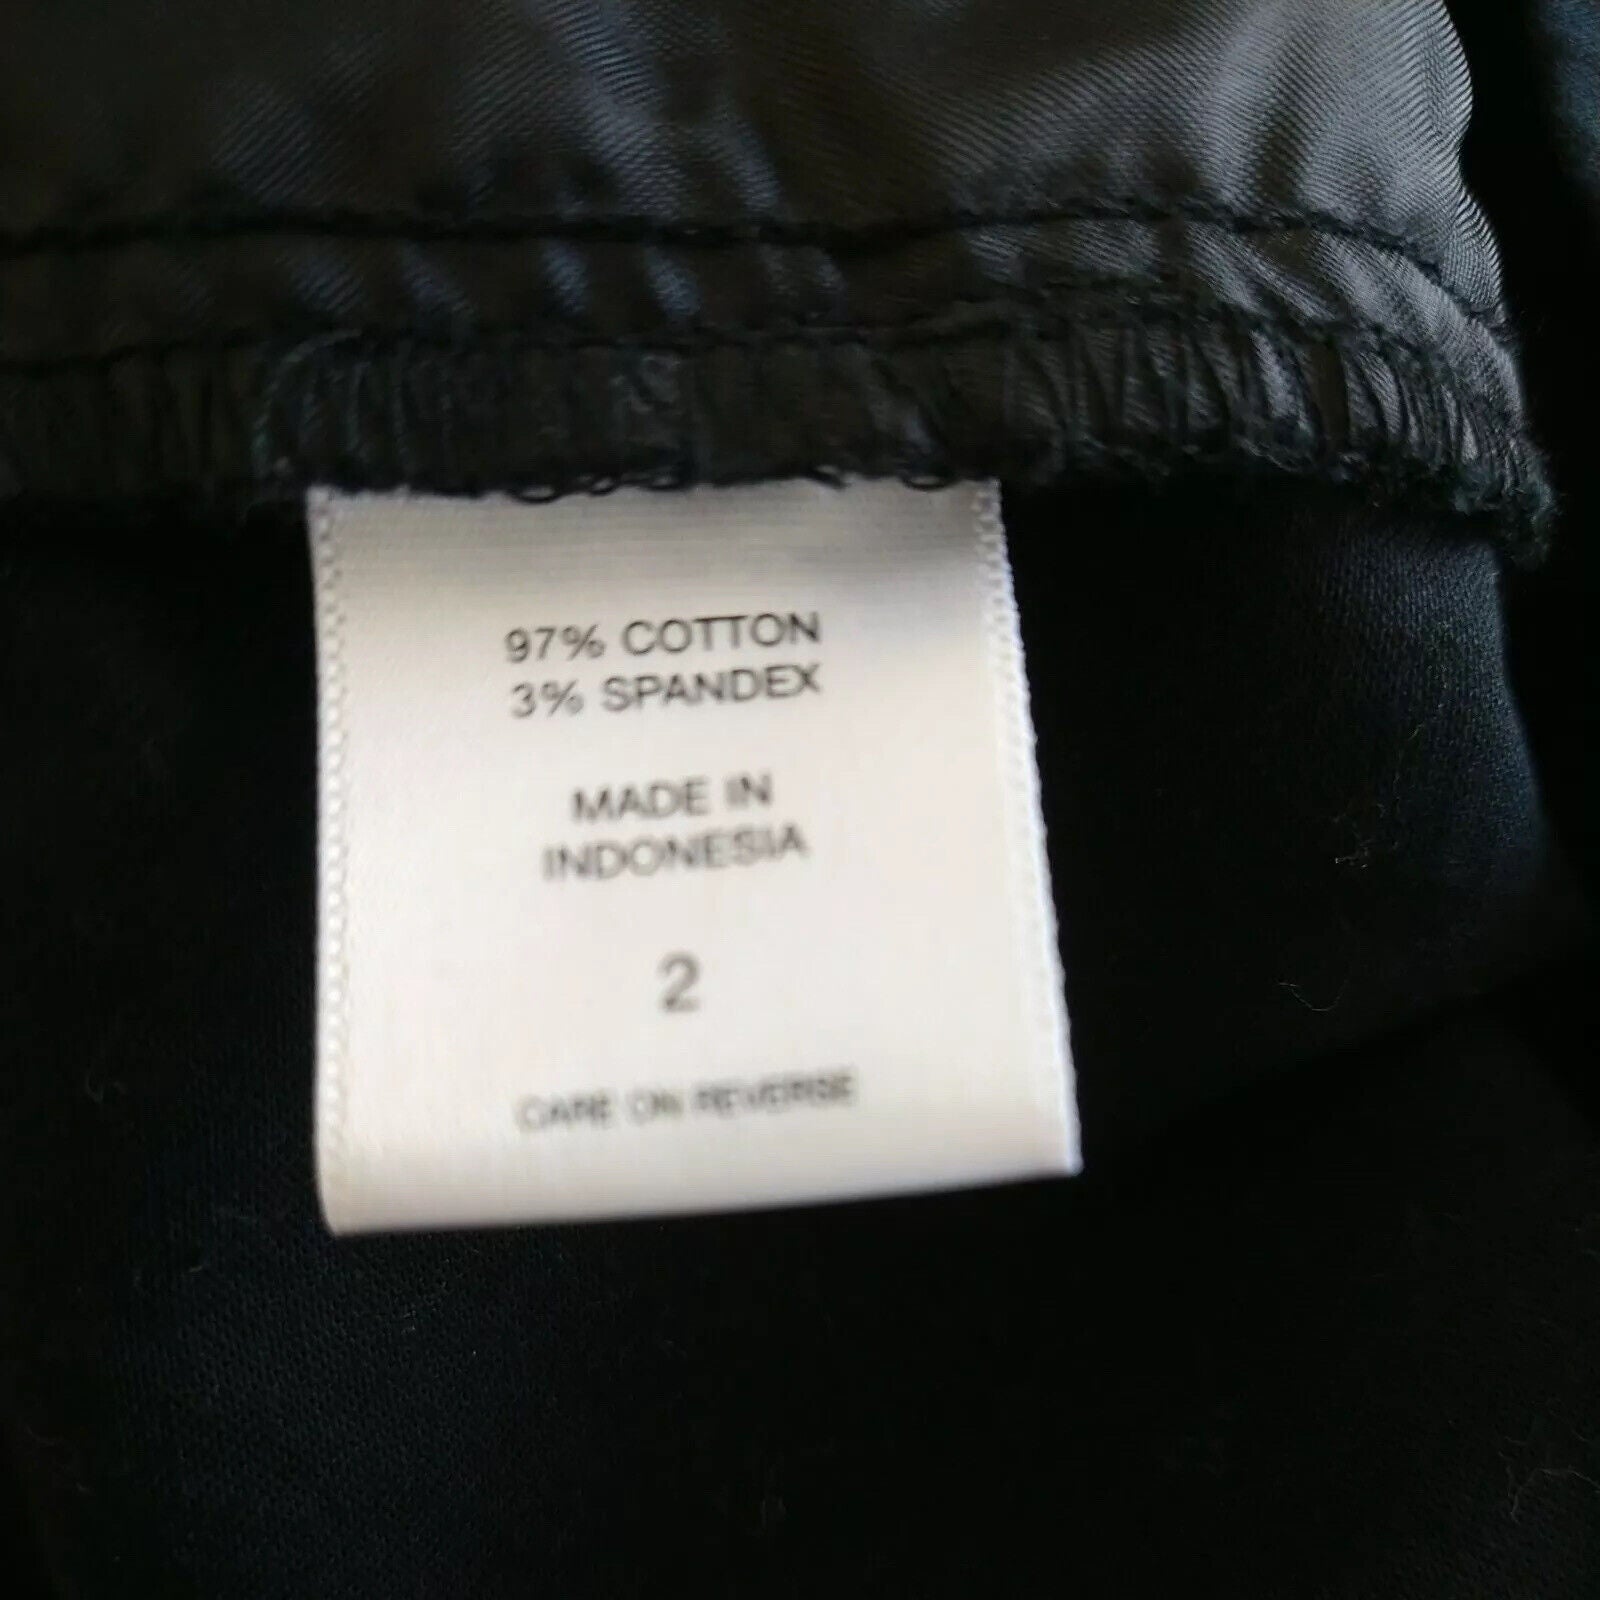 97% COTTON
3% SPANDEX
MADE IN
INDONESIA
2
CARE ON REVERSE